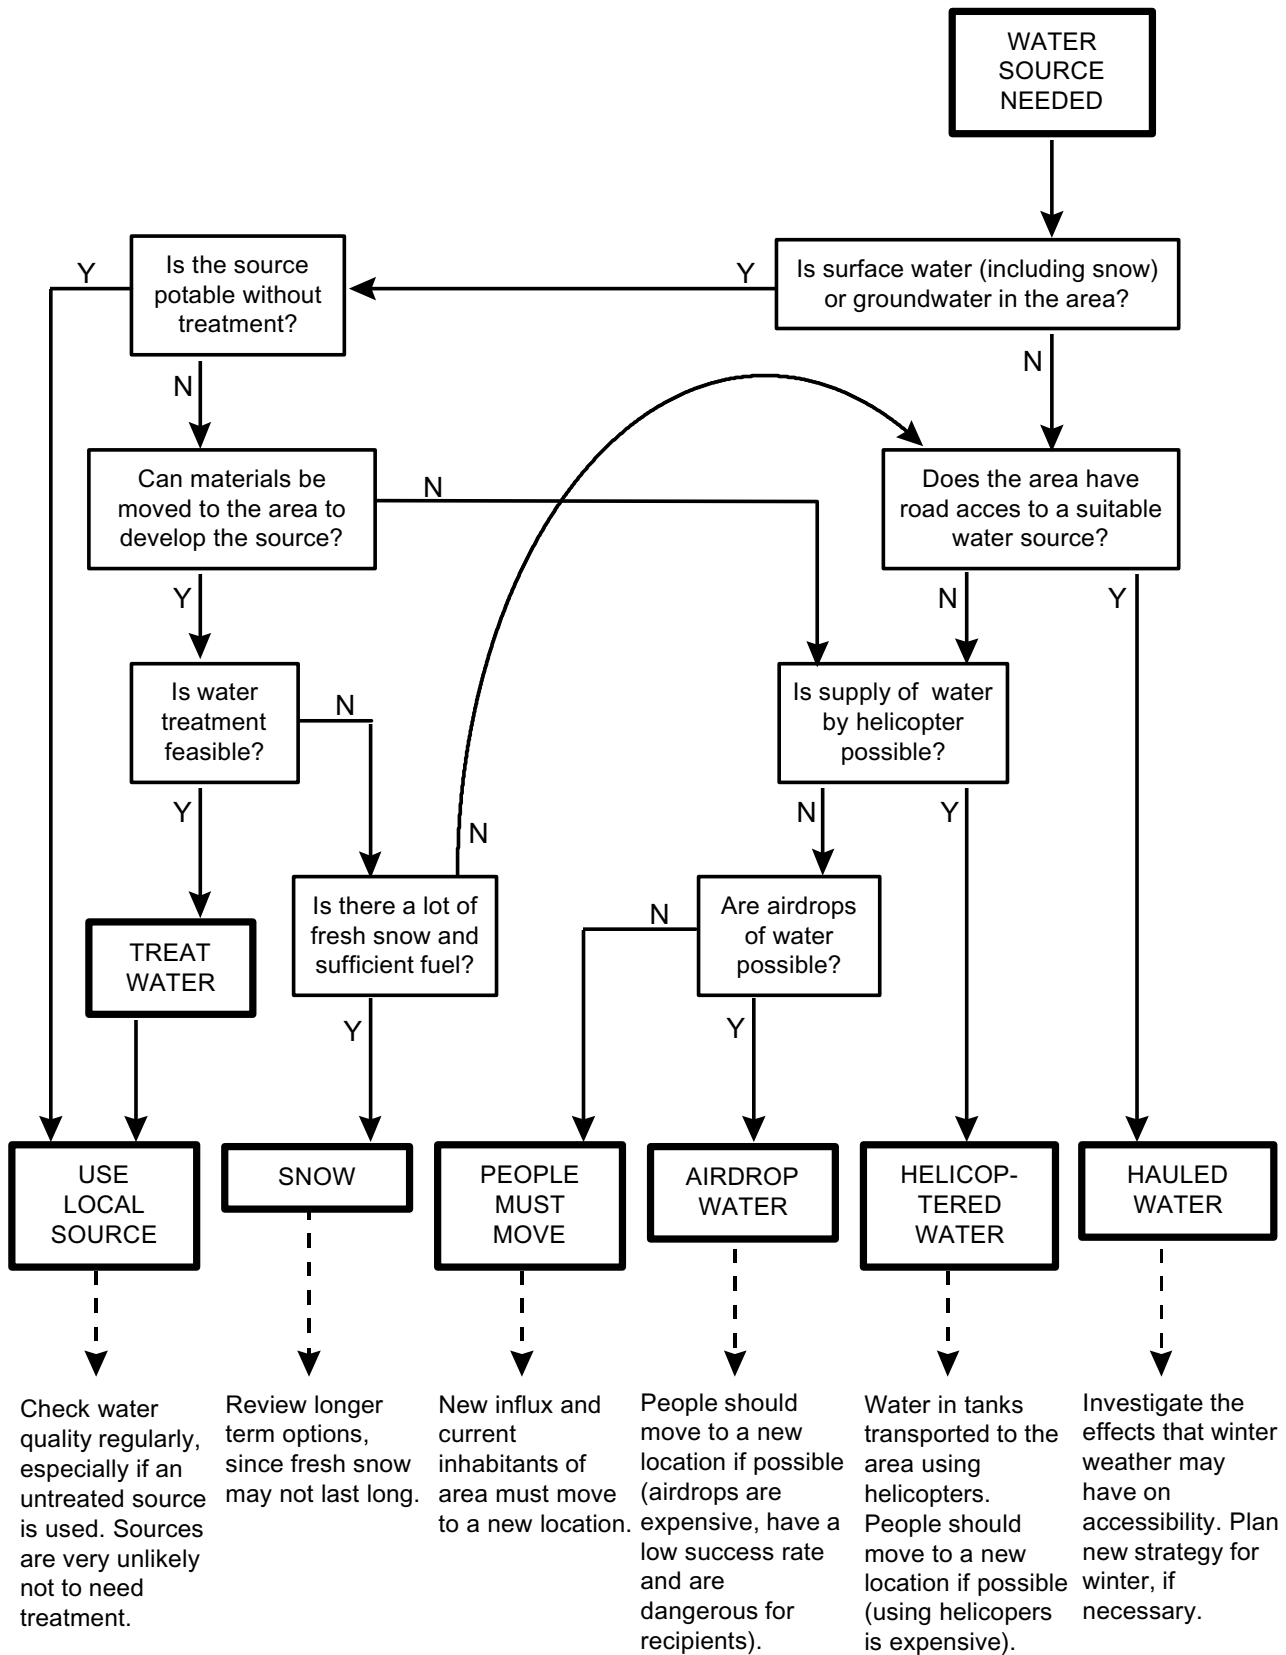 WATER
SOURCE
NEEDED
Is surface water (including snow)
or groundwater in the area?
Y
N
Is the source
potable without
treatment?
Y
N
Can materials be
moved to the area to
develop the source?
N
Y
Does the area have
road acces to a suitable
water source?
N
Y
Is water
treatment
feasible?
N
Y
Is supply of water
by helicopter
possible?
N
Y
Is there a lot of
fresh snow and
sufficient fuel?
N
Y
Are airdrops
of water
possible?
N
Y
TREAT
WATER
USE
LOCAL
SOURCE
SNOW
PEOPLE
MUST
MOVE
AIRDROP
WATER
HELICOP-
TERED
WATER
HAULED
WATER
Check water
quality regularly,
especially if an
untreated source
is used. Sources
are very unlikely
not to need
treatment.
Review longer
term options,
since fresh snow
may not last long.
New influx and
current
inhabitants of
area must move
to a new location.
People should
move to a new
location if possible
(airdrops are
expensive, have a
low success rate
and are
dangerous for
recipients).
Water in tanks
transported to the
area using
helicopters.
People should
move to a new
location if possible
(using helicopers
is expensive).
Investigate the
effects that winter
weather may
have on
accessibility. Plan
new strategy for
winter, if
necessary.